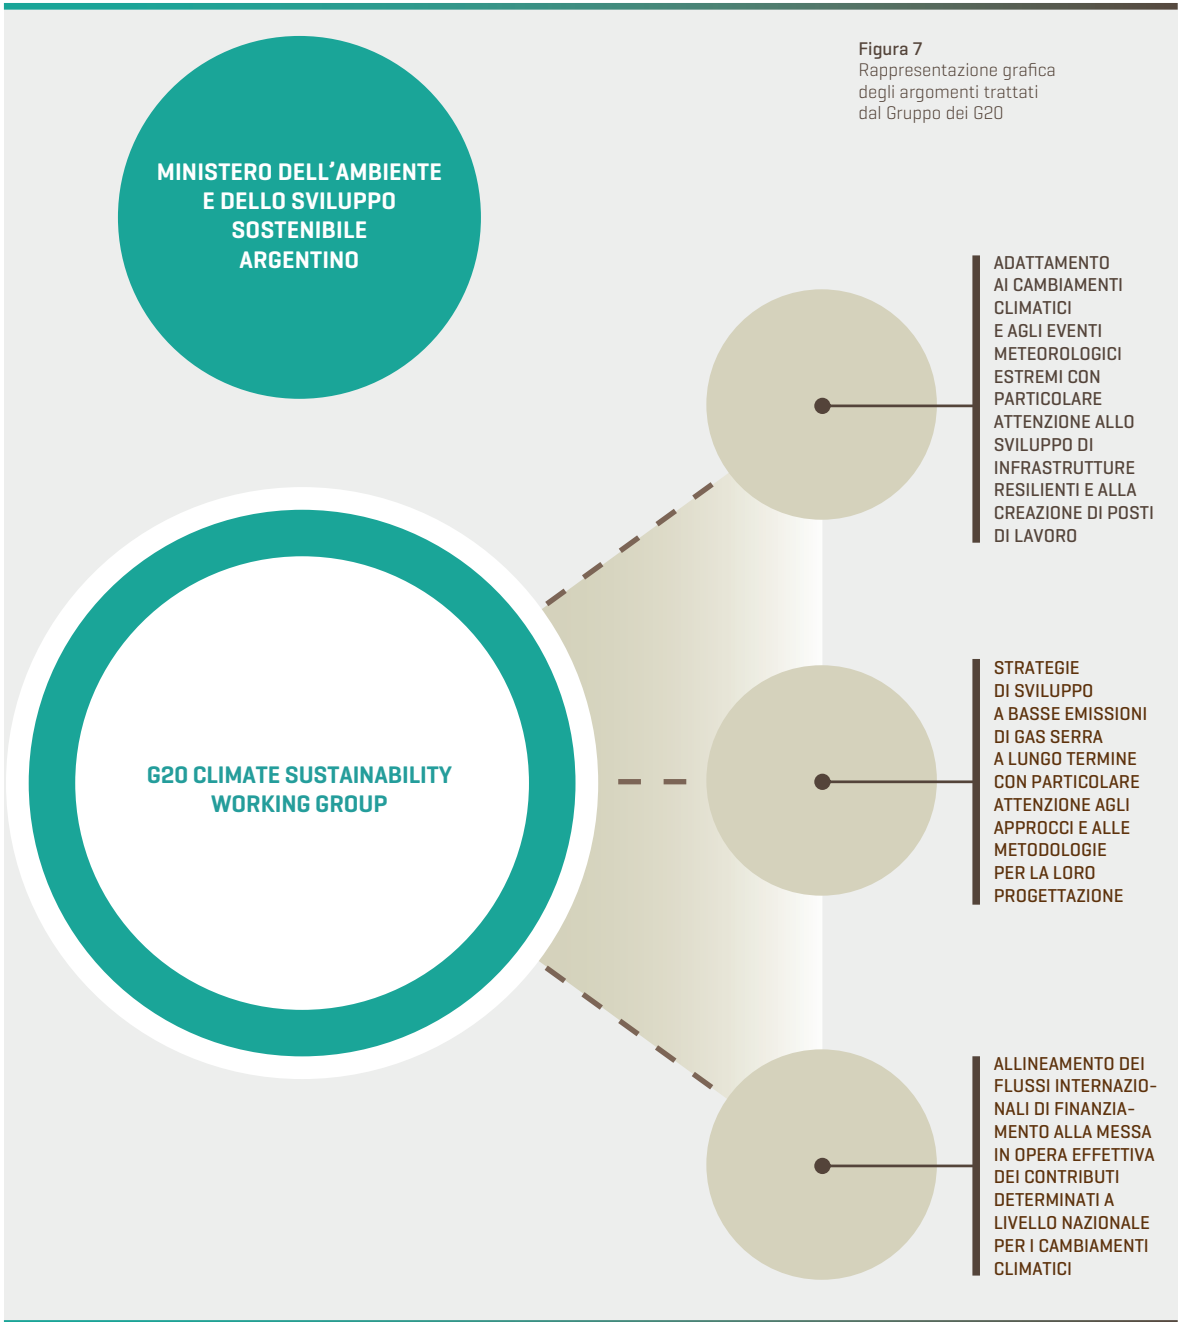 Figura 7
Rappresentazione grafica
degli argomenti trattati
dal Gruppo dei G20
MINISTERO DELL'AMBIENTE
E DELLO SVILUPPO
SOSTENIBILE
ARGENTINO
ADATTAMENTO
AI CAMBIAMENTI
CLIMATICI
E AGLI EVENTI
METEOROLOGICI
ESTREMI CON
PARTICOLARE
ATTENZIONE ALLO
SVILUPPO DI
INFRASTRUTTURE
RESILIENTI E ALLA
CREAZIONE DI POSTI
DI LAVORO
G20 CLIMATE SUSTAINABILITY
WORKING GROUP
STRATEGIE
DI SVILUPPO
A BASSE EMISSIONI
DI GAS SERRA
A LUNGO TERMINE
CON PARTICOLARE
ATTENZIONE AGLI
APPROCCI E ALLE
METODOLOGIE
PER LA LORO
PROGETTAZIONE
ALLINEAMENTO DEI
FLUSSI INTERNAZIO-
NALI DI FINANZIA-
MENTO ALLA MESSA
IN OPERA EFFETTIVA
DEI CONTRIBUTI
DETERMINATI A
LIVELLO NAZIONALE
PER I CAMBIAMENTI
CLIMATICI